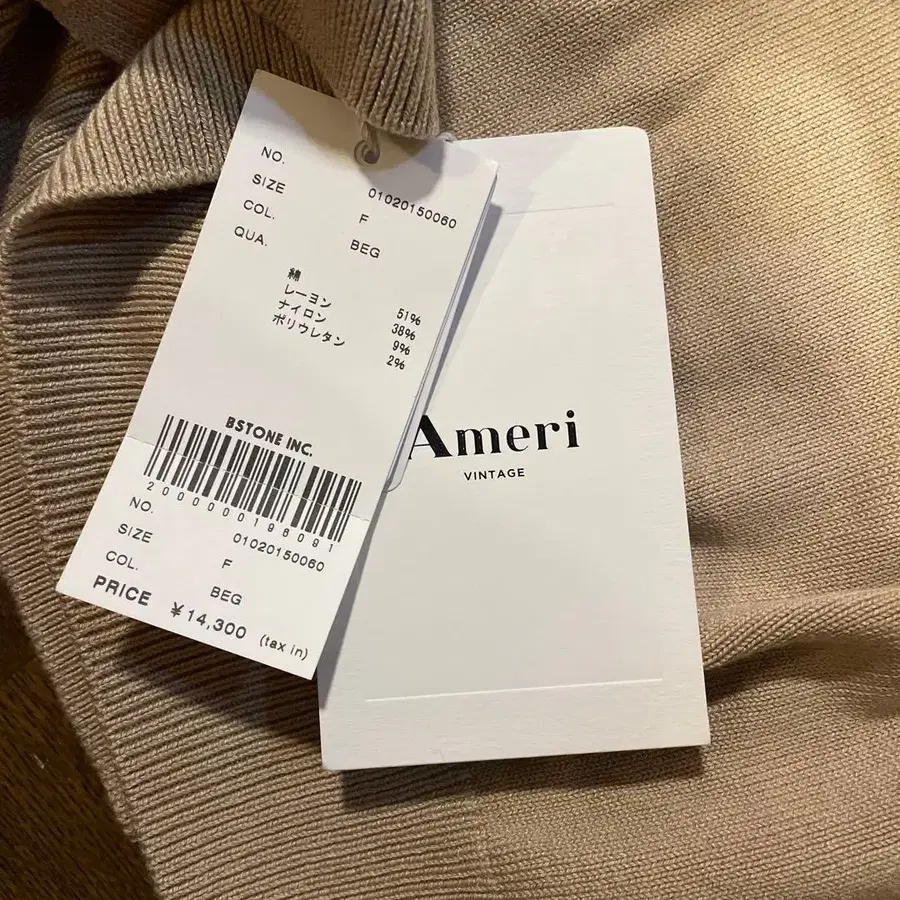 NO. 01020150060
SIZE F
COL. BEG
QUA.
綿 51%
レーヨン 38%
ナイロン 9%
ポリウレタン 2%
BSTONE INC.
2000000196091
NO. 01020150060
SIZE F
COL. BEG
PRICE ¥14,300 (tax in)
Ameri
VINTAGE